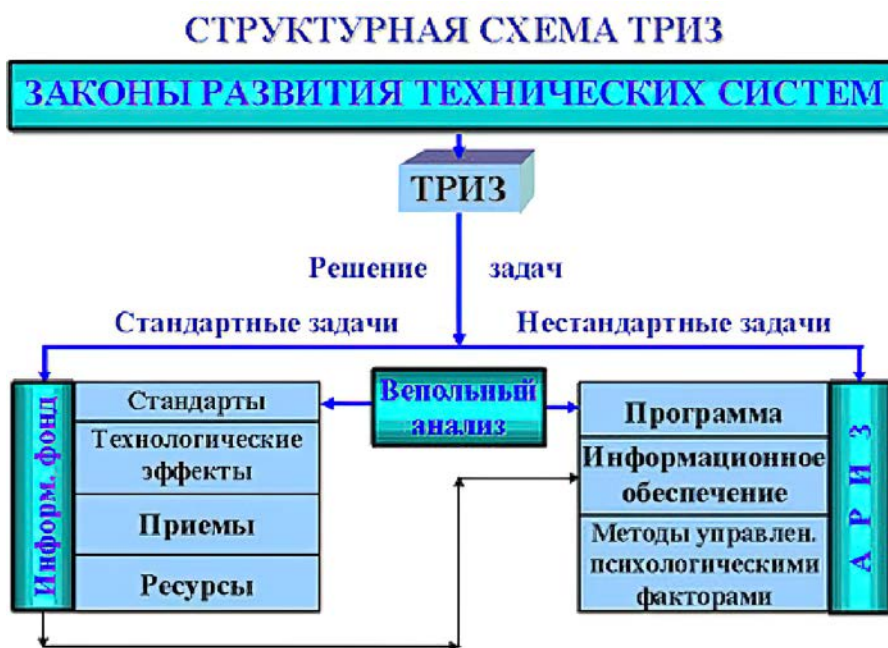 СТРУКТУРНАЯ СХЕМА ТРИЗ
ЗАКОНЫ РАЗВИТИЯ ТЕХНИЧЕСКИХ СИСТЕМ
ТРИЗ
Решение задач
Стандартные задачи
Нестандартные задачи
Информ. фонд
Стандарты
Технологические
эффекты
Приемы
Ресурсы
Вепольный
анализ
Программа
Информационное
обеспечение
Методы управлен.
психологическими
факторами
А Р И З